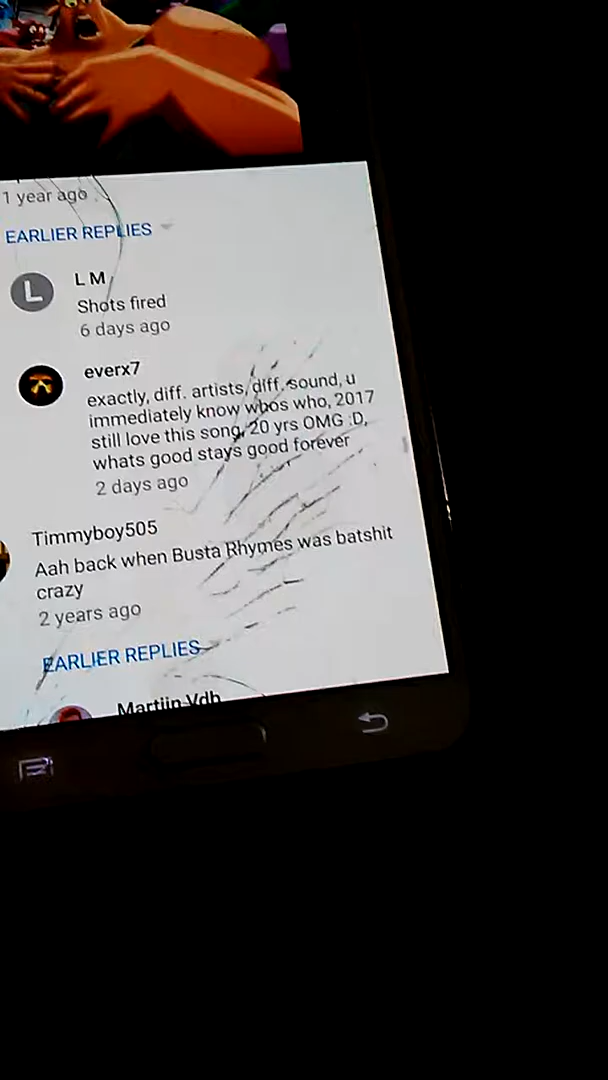 1 year ago
EARLIER REPLIES
L
L M
Shots fired
6 days ago
everx7
exactly, diff. artists, diff. sound, u
immediately know whos who, 2017
still love this song, 20 yrs OMG :D,
whats good stays good forever
2 days ago
Timmyboy505
Aah back when Busta Rhymes was batshit
crazy
2 years ago
EARLIER REPLIES
Martijn Vdb